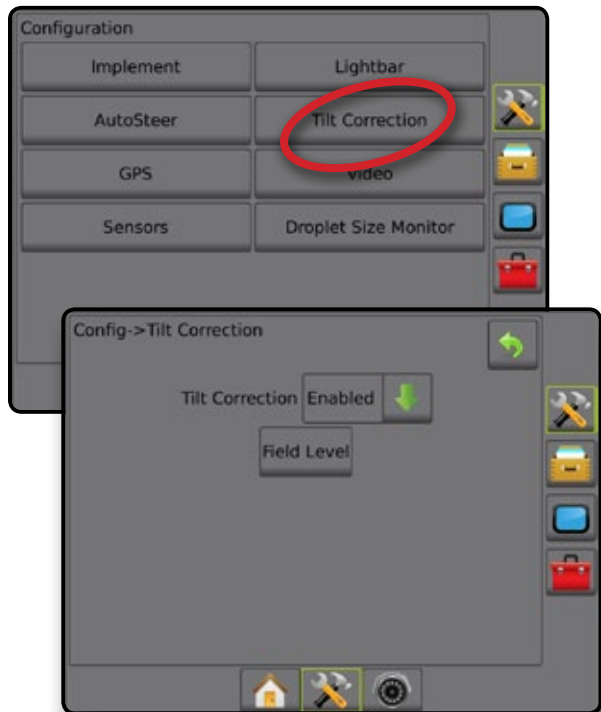 Configuration
Implement
Lightbar
AutoSteer
Tilt Correction
GPS
Video
Sensors
Droplet Size Monitor
Config->Tilt Correction
Tilt Correction Enabled
Field Level